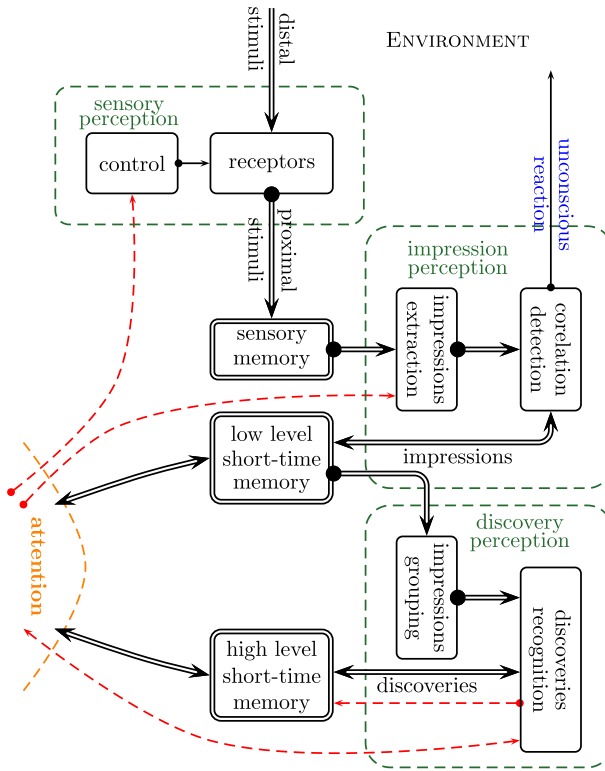 distal
stimuli
ENVIRONMENT
sensory
perception
control
receptors
unconscious
reaction
proximal
stimuli
impression
perception
sensory
memory
impressions
extraction
corelation
detection
low level
short-time
memory
impressions
attention
discovery
perception
impressions
grouping
discoveries
recognition
high level
short-time
memory
discoveries